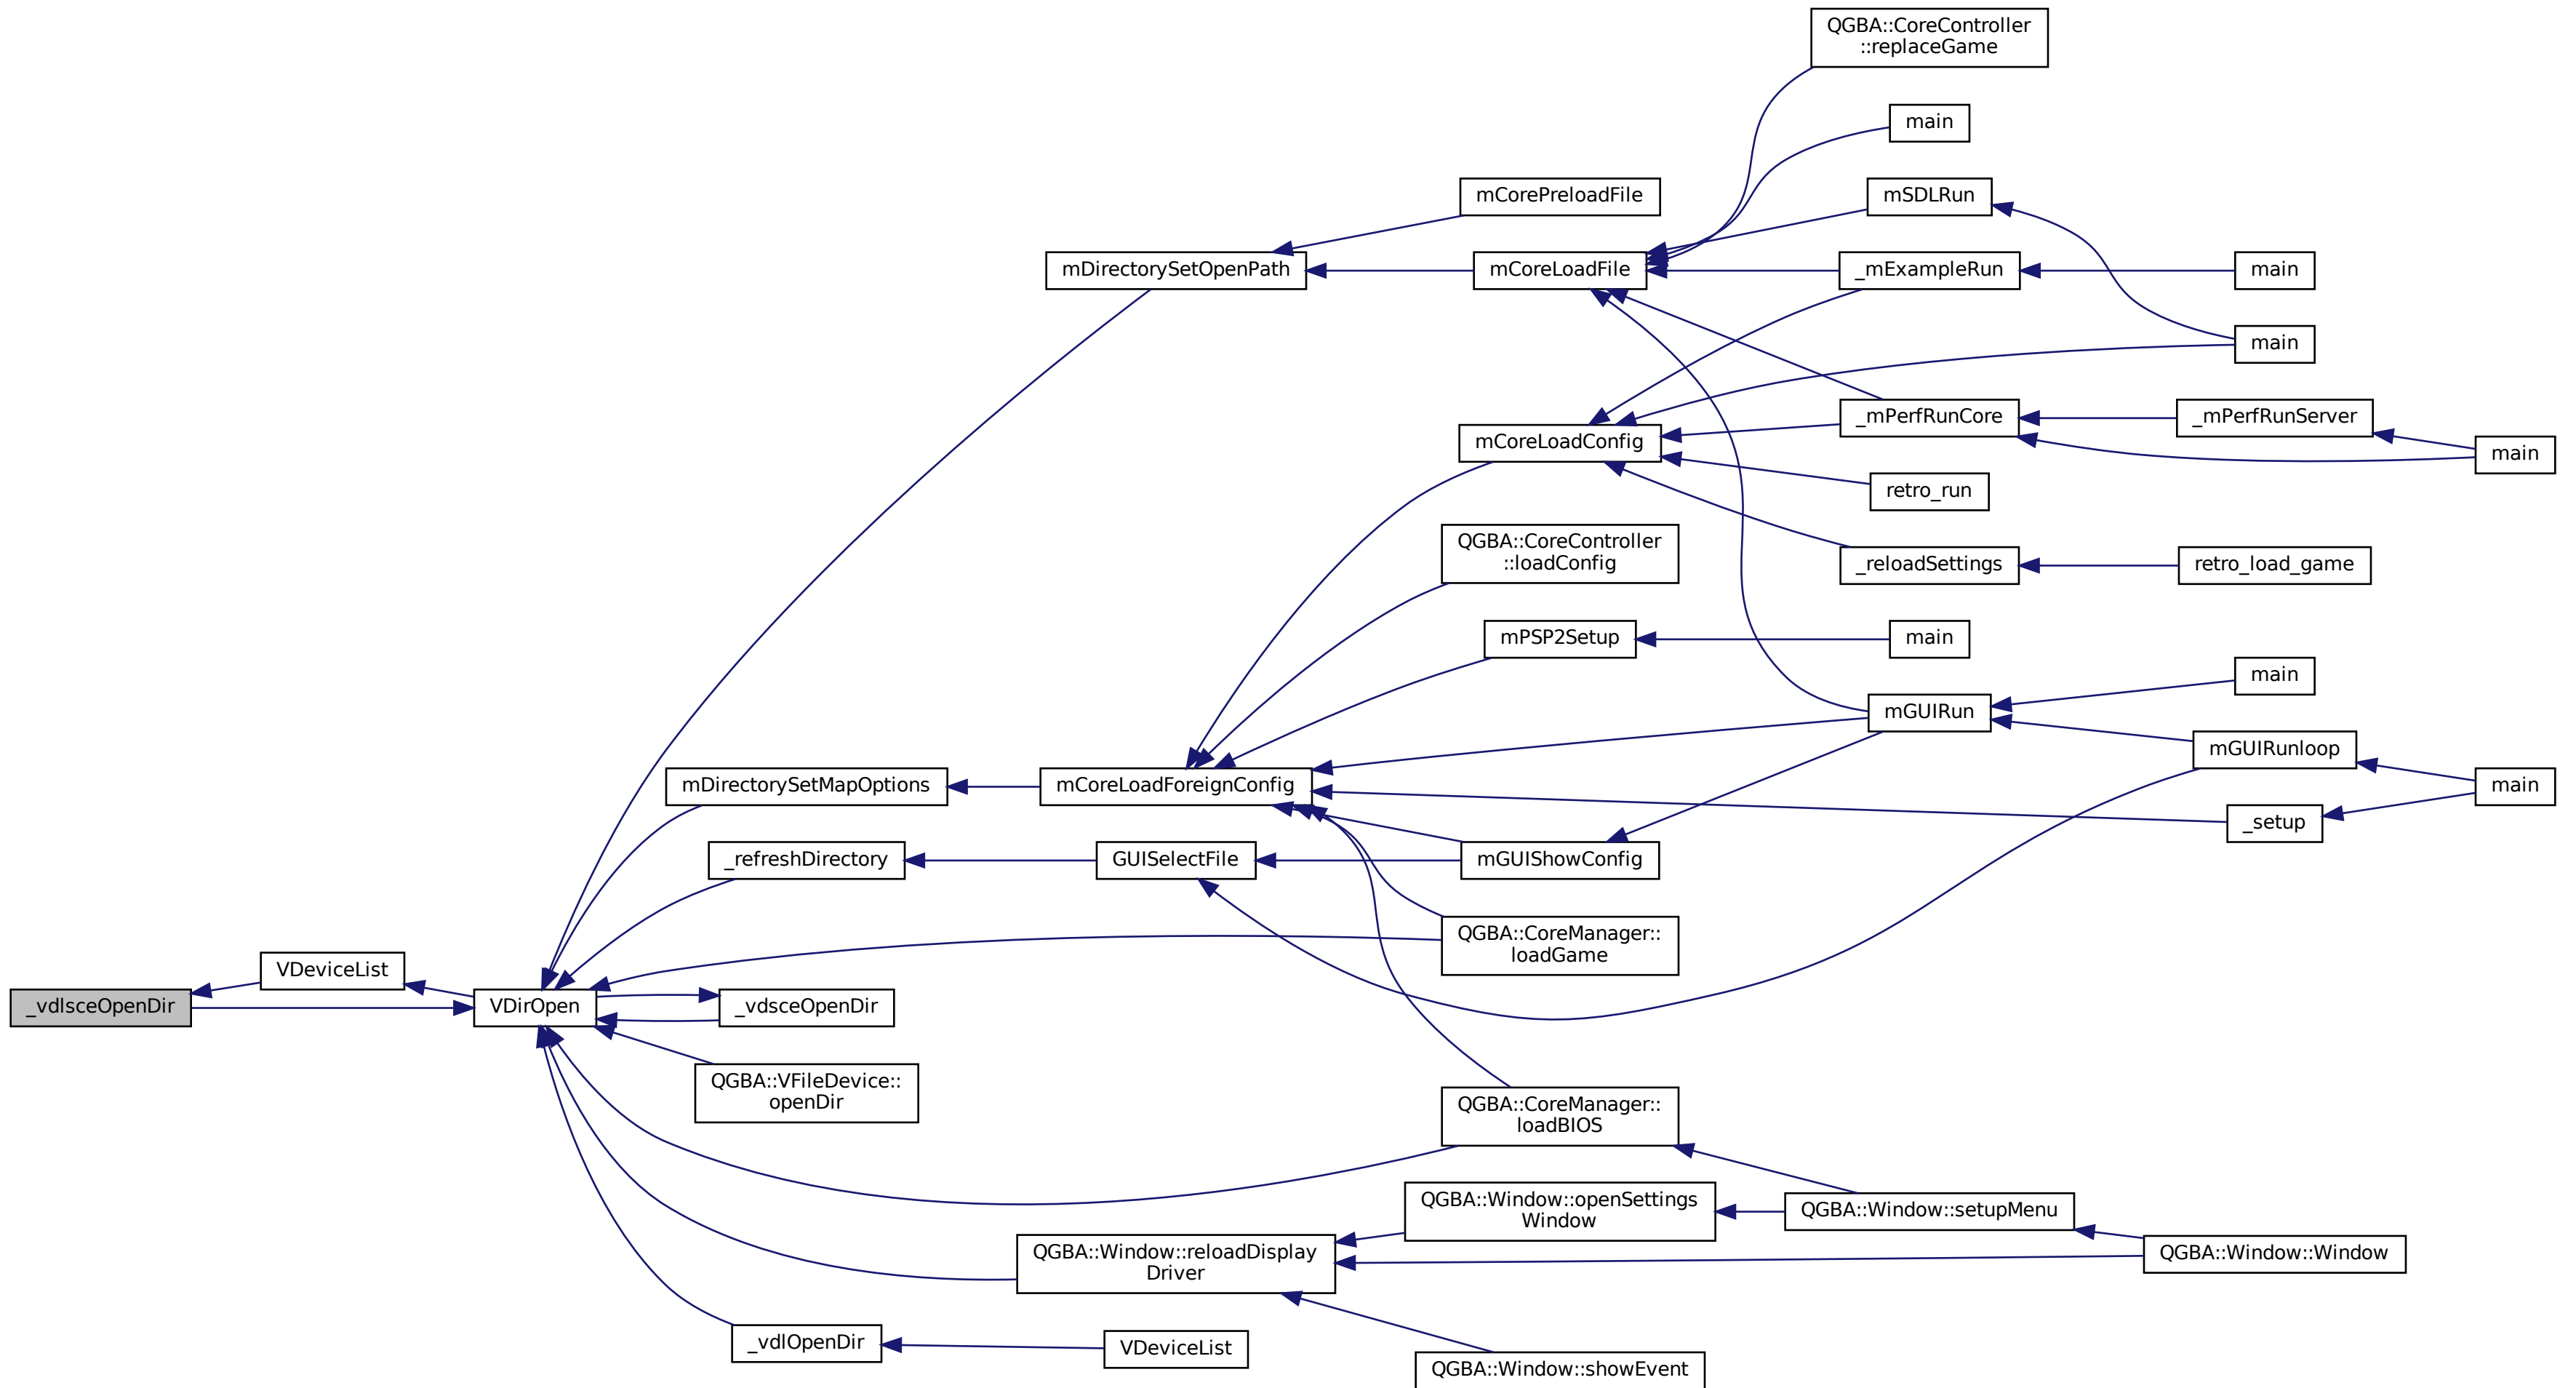 QGBA::CoreController
::replaceGame
main
mCorePreloadFile
mSDLRun
mDirectorySetOpenPath
mCoreLoadFile
_mExampleRun
main
main
mCoreLoadConfig
_mPerfRunCore
_mPerfRunServer
main
retro_run
QGBA::CoreController
::loadConfig
_reloadSettings
retro_load_game
mPSP2Setup
main
main
mGUIRun
mGUIRunloop
mDirectorySetMapOptions
mCoreLoadForeignConfig
main
_setup
_refreshDirectory
GUISelectFile
mGUIShowConfig
QGBA::CoreManager::
loadGame
VDeviceList
_vdlsceOpenDir
VDirOpen
_vdsceOpenDir
QGBA::VFileDevice::
openDir
QGBA::CoreManager::
loadBIOS
QGBA::Window::openSettings
Window
QGBA::Window::setupMenu
QGBA::Window::reloadDisplay
Driver
QGBA::Window::Window
_vdlOpenDir
VDeviceList
QGBA::Window::showEvent